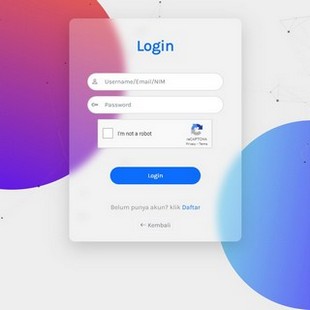 Login
Username/Email/NIM
Password
I'm not a robot
reCAPTCHA
Privacy - Terms
Login
Belum punya akun? klik Daftar
← Kembali